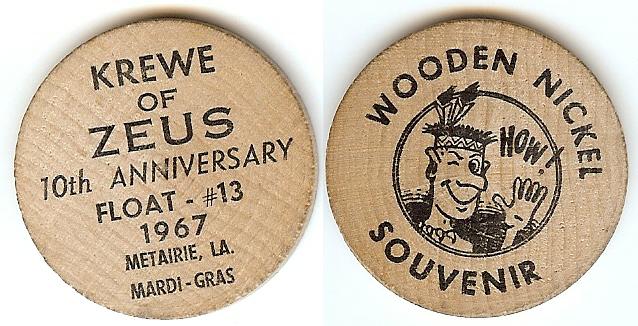 KREWE
OF
ZEUS
10th ANNIVERSARY
FLOAT - #13
1967
METAIRIE, LA.
MARDI-GRAS
WOODEN NICKEL
HOW!
SOUVENIR